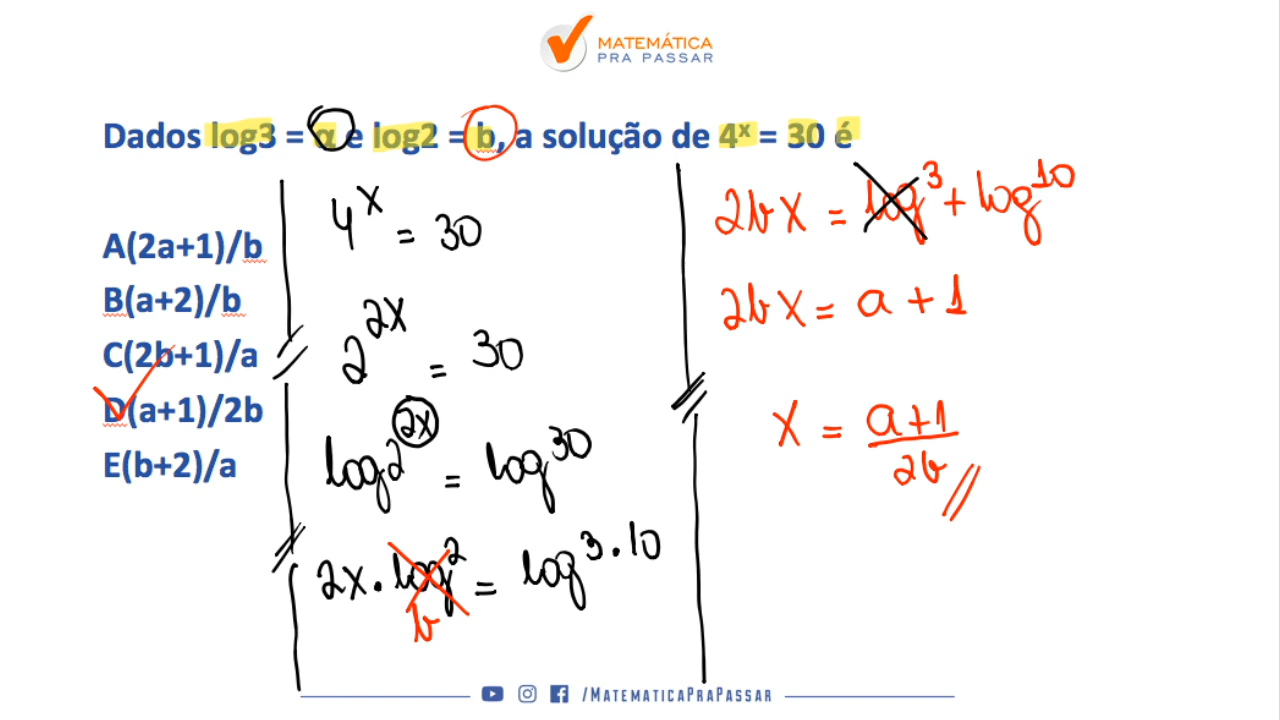 MATEMÁTICA
PRA PASSAR
Dados log3 = a e log2 = b, a solução de 4ˣ = 30 é
A(2a+1)/b
B(a+2)/b
C(2b+1)/a
D(a+1)/2b
E(b+2)/a
4ˣ = 30
2²ˣ = 30
log2²ˣ = log30
2x . log2 = log3.10
b
2bx = log3 + log10
2bx = a + 1
x = a+1
2b
/MATEMATICAPRAPASSAR